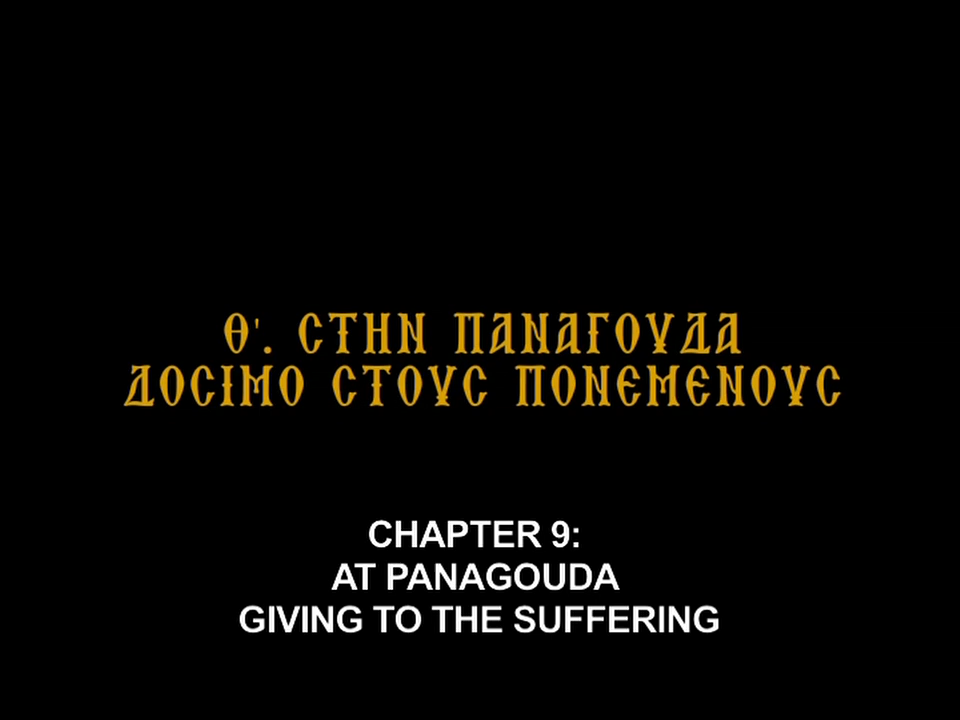 Θ'. ΣΤΗΝ ΠΑΝΑΓΟΥΔΑ
ΔΟΣΙΜΟ ΣΤΟΥΣ ΠΟΝΕΜΕΝΟΥΣ
CHAPTER 9:
AT PANAGOUDA
GIVING TO THE SUFFERING